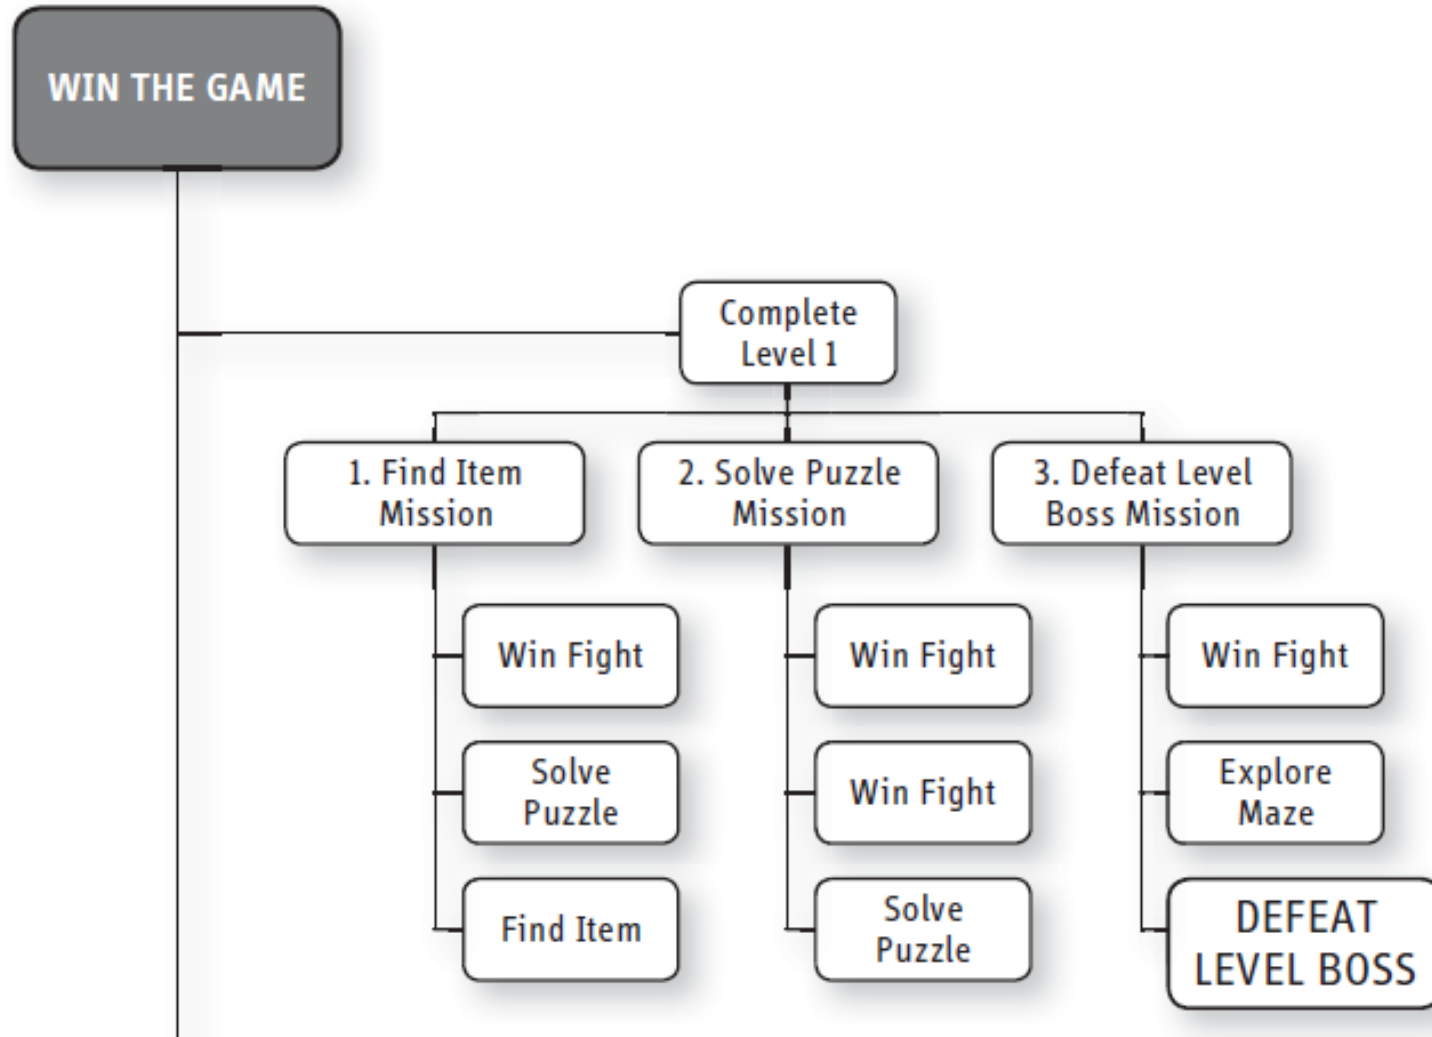 WIN THE GAME
Complete
Level 1
1. Find Item
Mission
2. Solve Puzzle
Mission
3. Defeat Level
Boss Mission
Win Fight
Solve
Puzzle
Find Item
Win Fight
Win Fight
Solve
Puzzle
Win Fight
Explore
Maze
DEFEAT
LEVEL BOSS